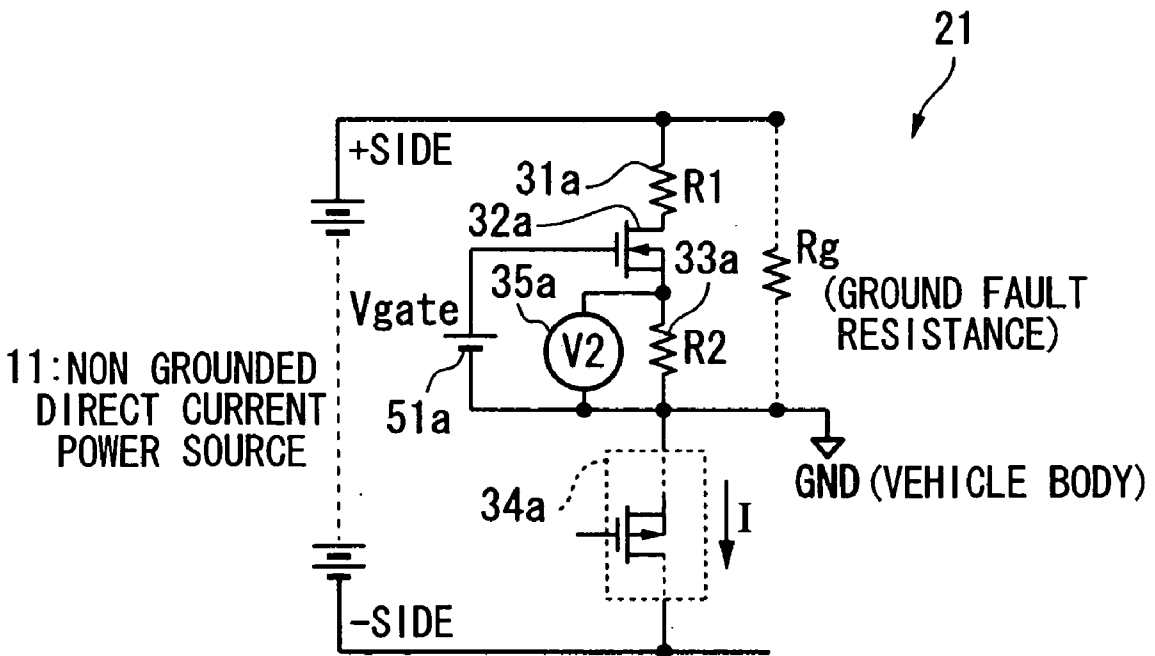 21
+SIDE
31a
R1
32a
33a
Rg
(GROUND FAULT
RESISTANCE)
35a
Vgate
V2
R2
11:NON GROUNDED
DIRECT CURRENT
POWER SOURCE
51a
GND (VEHICLE BODY)
34a
I
-SIDE